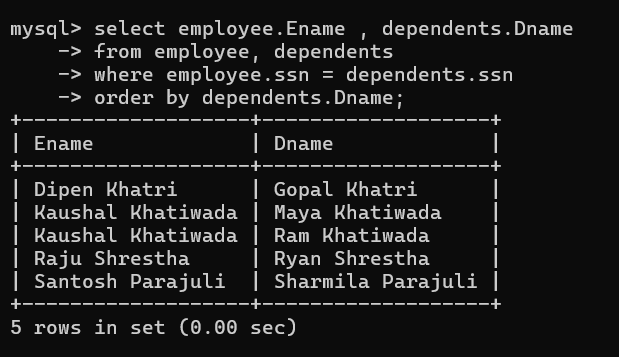 mysql> select employee.Ename , dependents.Dname
    -> from employee, dependents
    -> where employee.ssn = dependents.ssn
    -> order by dependents.Dname;
+-------------------+-------------------+
| Ename             | Dname             |
+-------------------+-------------------+
| Dipen Khatri      | Gopal Khatri      |
| Kaushal Khatiwada | Maya Khatiwada    |
| Kaushal Khatiwada | Ram Khatiwada     |
| Raju Shrestha     | Ryan Shrestha     |
| Santosh Parajuli  | Sharmila Parajuli |
+-------------------+-------------------+
5 rows in set (0.00 sec)